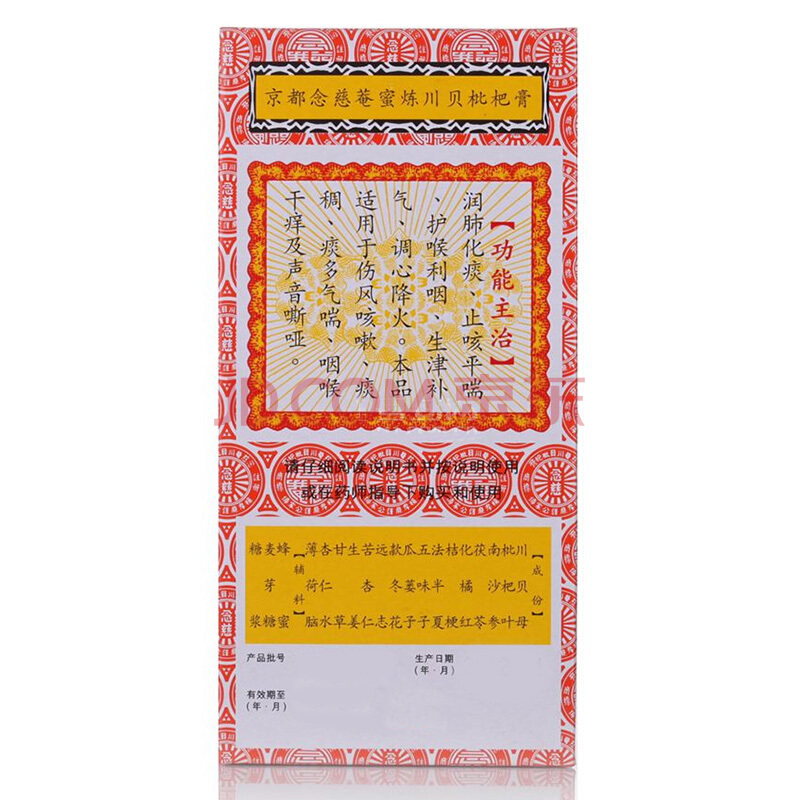 京都念慈菴蜜炼川贝枇杷膏
【功能主治】
润肺化痰、止咳平喘
、护喉利咽、生津补
气、调心降火。本品
适用于伤风咳嗽、痰
稠、痰多气喘、咽喉
干痒及声音嘶哑。
JD.COM 京东
请仔细阅读说明书并按说明使用
或在药师指导下购买和使用
【成份】
川贝母
枇杷叶
南沙参
茯苓
化橘红
桔梗
法半夏
五味子
瓜蒌子
款冬花
远志
苦杏仁
生姜
甘草
杏仁水
薄荷脑
【辅料】
蜂蜜
麦芽糖
糖浆
产品批号
生产日期
(年·月)
有效期至
(年·月)